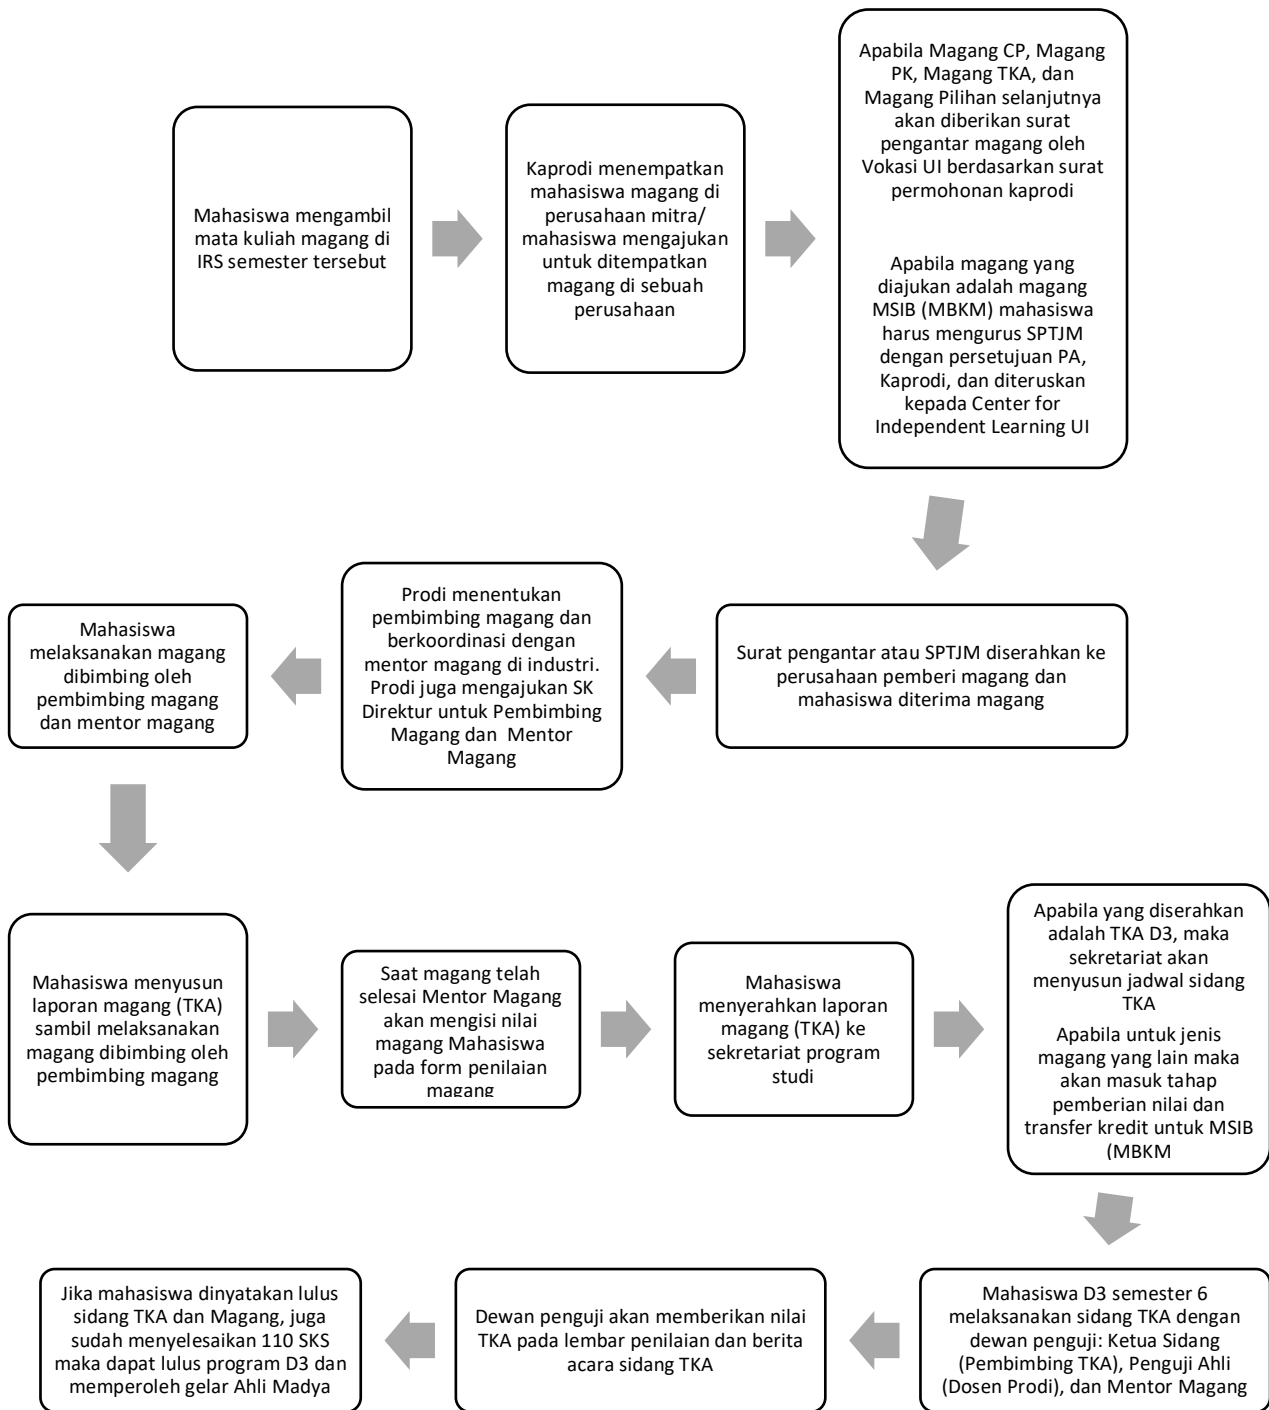 Mahasiswa mengambil
mata kuliah magang di
IRS semester tersebut
Kaprodi menempatkan
mahasiswa magang di
perusahaan mitra/
mahasiswa mengajukan
untuk ditempatkan
magang di sebuah
perusahaan
Apabila Magang CP, Magang
PK, Magang TKA, dan
Magang Pilihan selanjutnya
akan diberikan surat
pengantar magang oleh
Vokasi UI berdasarkan surat
permohonan kaprodi
Apabila magang yang
diajukan adalah magang
MSIB (MBKM) mahasiswa
harus mengurus SPTJM
dengan persetujuan PA,
Kaprodi, dan diteruskan
kepada Center for
Independent Learning UI
Surat pengantar atau SPTJM diserahkan ke
perusahaan pemberi magang dan
mahasiswa diterima magang
Prodi menentukan
pembimbing magang dan
berkoordinasi dengan
mentor magang di industri.
Prodi juga mengajukan SK
Direktur untuk Pembimbing
Magang dan Mentor
Magang
Mahasiswa
melaksanakan magang
dibimbing oleh
pembimbing magang
dan mentor magang
Mahasiswa menyusun
laporan magang (TKA)
sambil melaksanakan
magang dibimbing oleh
pembimbing magang
Saat magang telah
selesai Mentor Magang
akan mengisi nilai
magang Mahasiswa
pada form penilaian
magang
Mahasiswa
menyerahkan laporan
magang (TKA) ke
sekretariat program
studi
Apabila yang diserahkan
adalah TKA D3, maka
sekretariat akan
menyusun jadwal sidang
TKA
Apabila untuk jenis
magang yang lain maka
akan masuk tahap
pemberian nilai dan
transfer kredit untuk MSIB
(MBKM
Mahasiswa D3 semester 6
melaksanakan sidang TKA dengan
dewan penguji: Ketua Sidang
(Pembimbing TKA), Penguji Ahli
(Dosen Prodi), dan Mentor Magang
Dewan penguji akan memberikan nilai
TKA pada lembar penilaian dan berita
acara sidang TKA
Jika mahasiswa dinyatakan lulus
sidang TKA dan Magang, juga
sudah menyelesaikan 110 SKS
maka dapat lulus program D3 dan
memperoleh gelar Ahli Madya